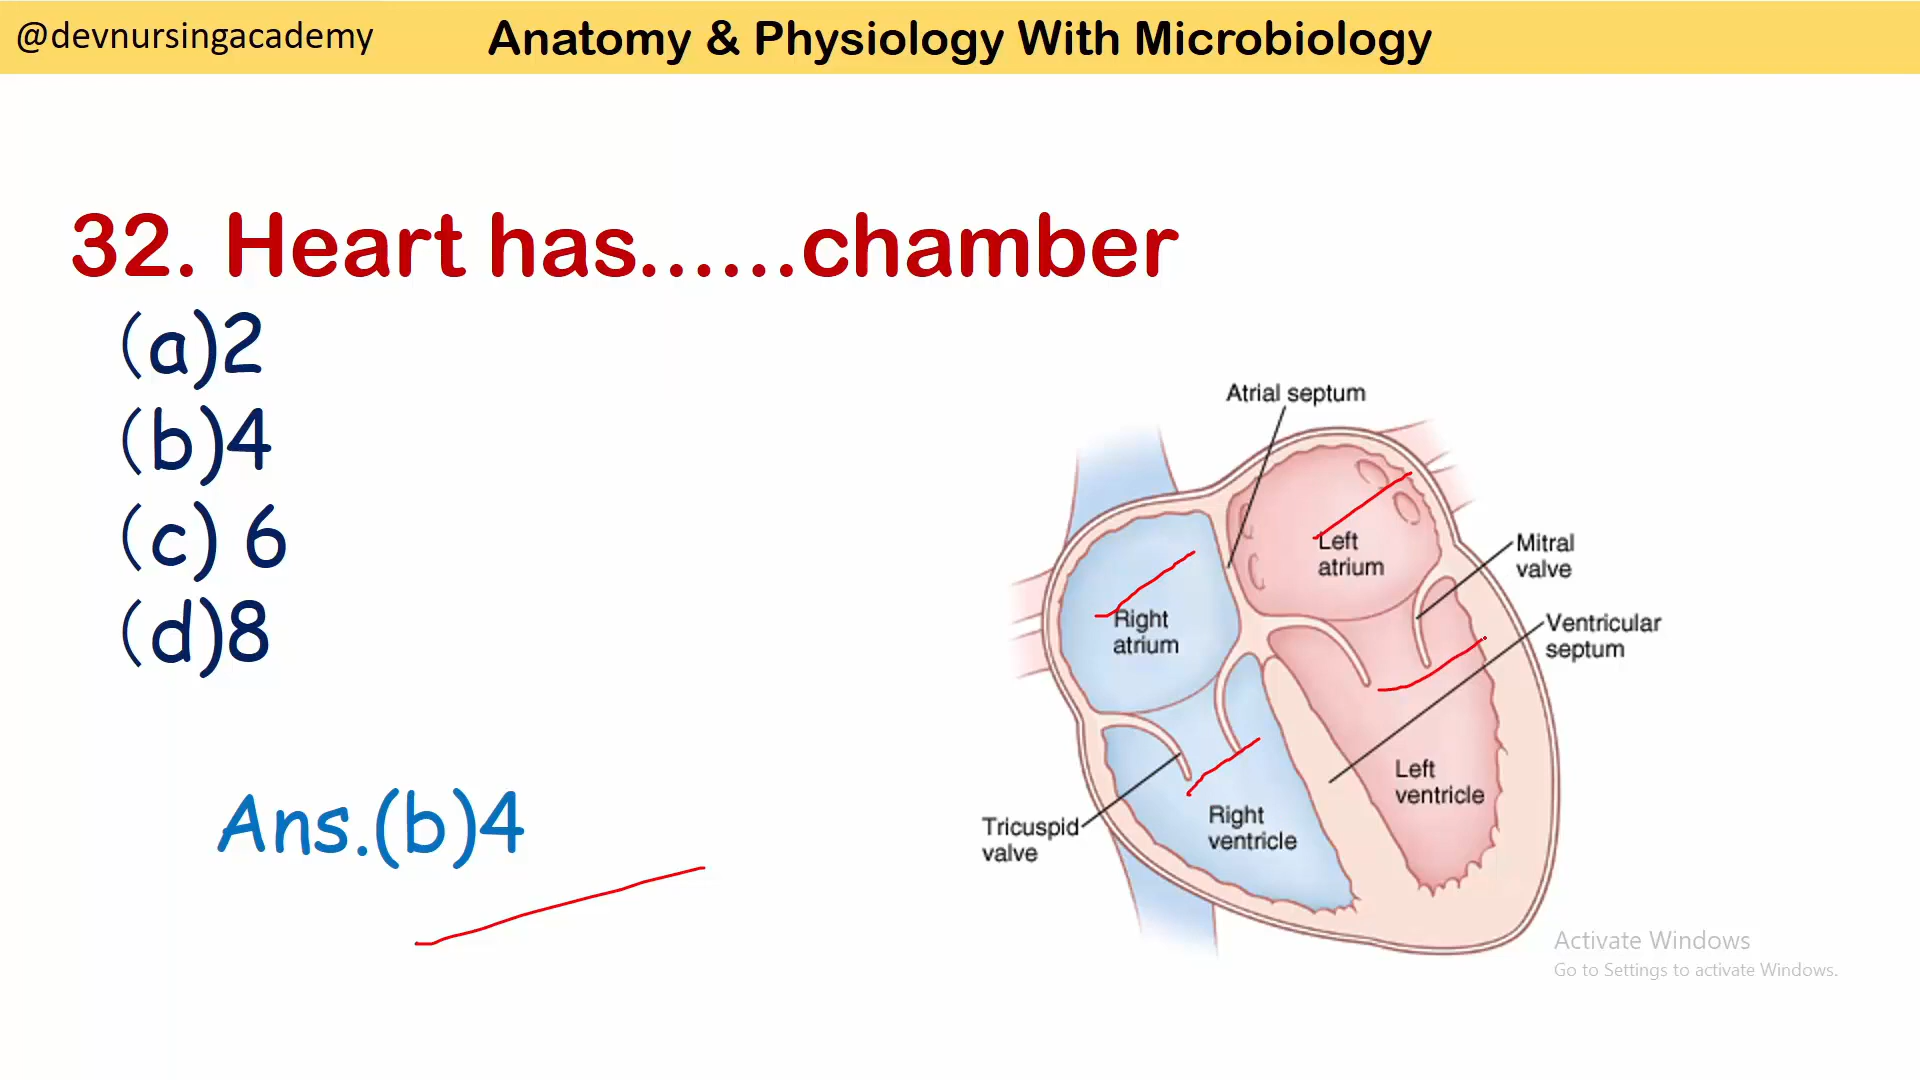 @devnursingacademy
Anatomy & Physiology With Microbiology
32. Heart has......chamber
(a)2
(b)4
(c) 6
(d)8
Ans.(b)4
Atrial septum
Left
atrium
Mitral
valve
Right
atrium
Ventricular
septum
Left
ventricle
Tricuspid
valve
Right
ventricle
Activate Windows
Go to Settings to activate Windows.